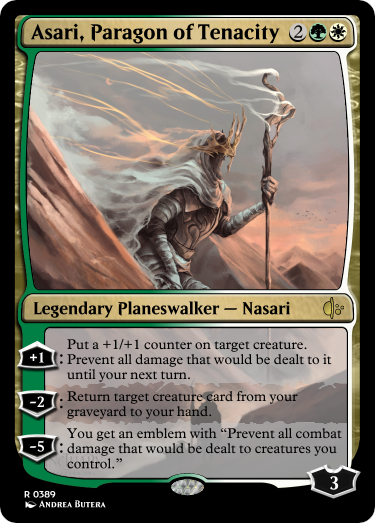 Asari, Paragon of Tenacity 2
Legendary Planeswalker — Nasari
+1: Put a +1/+1 counter on target creature.
Prevent all damage that would be dealt to it
until your next turn.
-2: Return target creature card from your
graveyard to your hand.
-5: You get an emblem with “Prevent all combat
damage that would be dealt to creatures you
control.”
3
R 0389
Andrea Butera